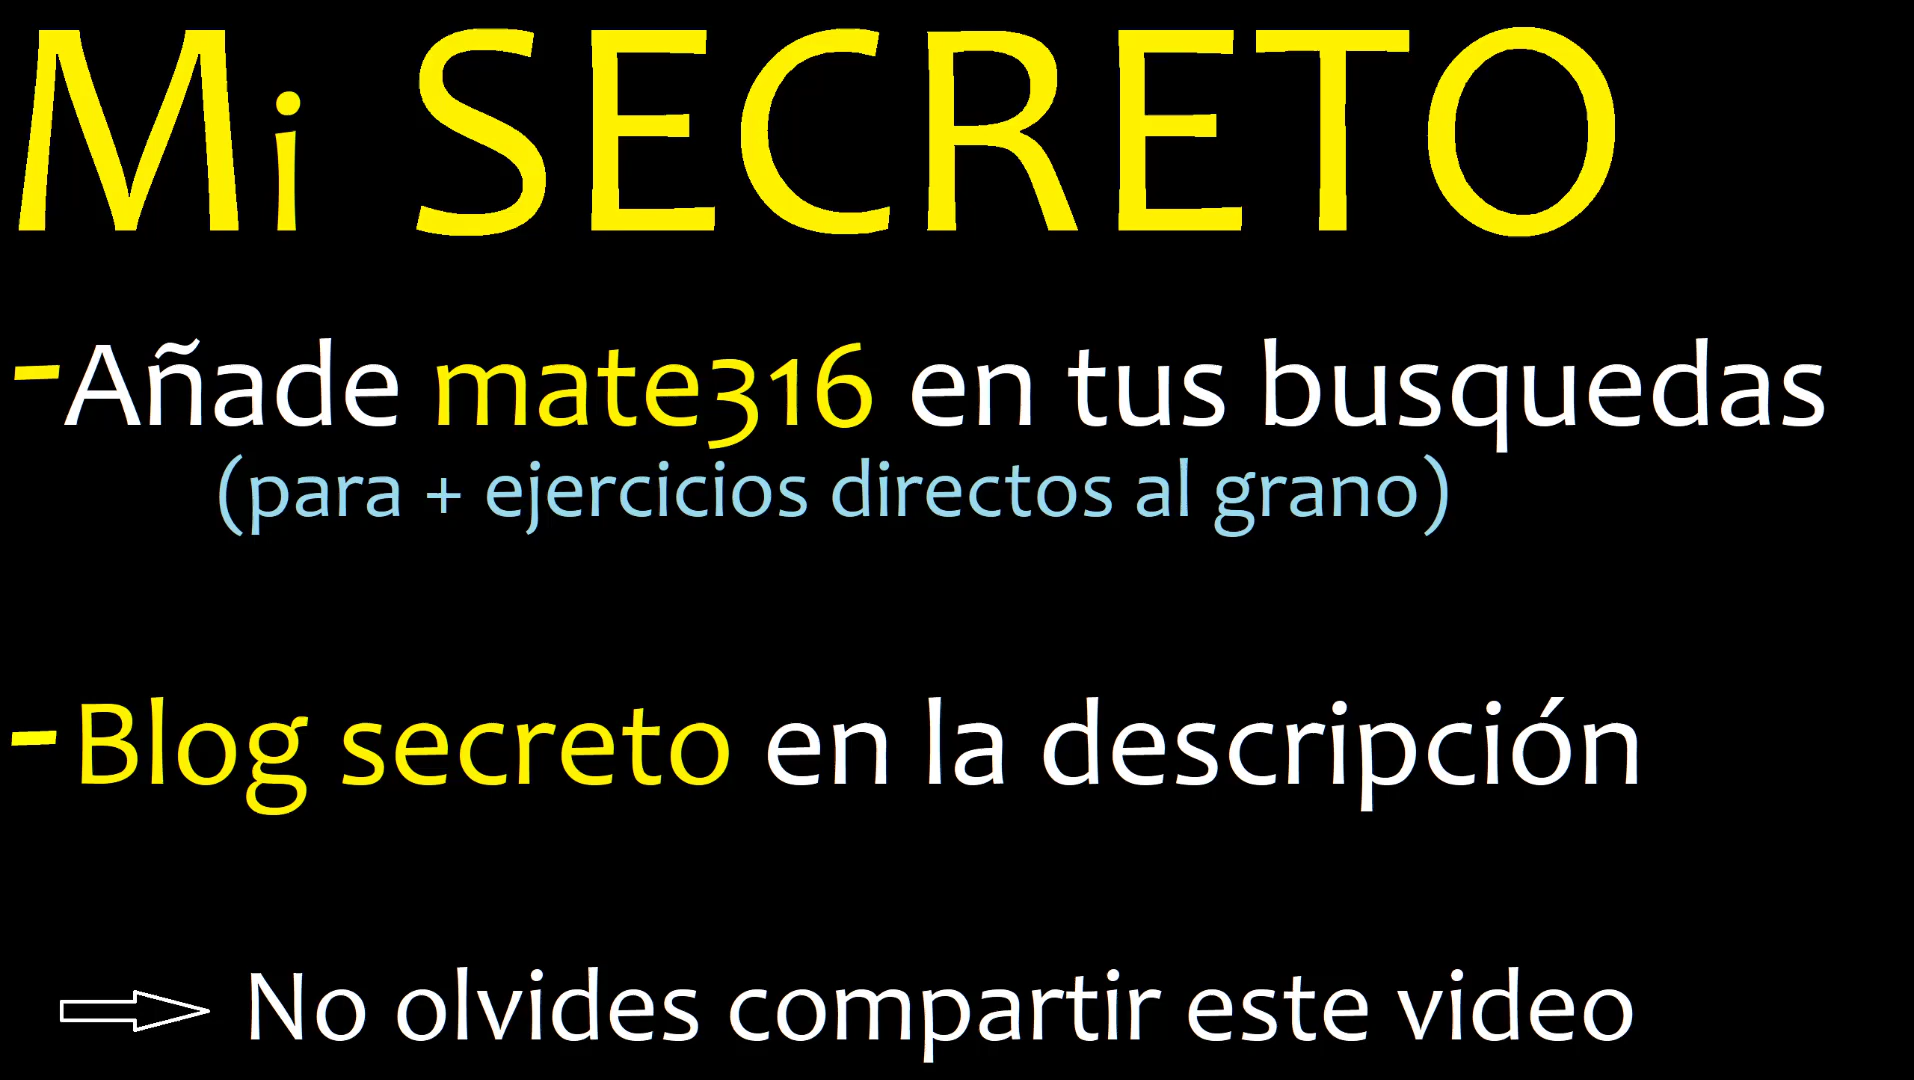 Mi SECRETO
-Añade mate316 en tus busquedas
(para + ejercicios directos al grano)
-Blog secreto en la descripción
No olvides compartir este video